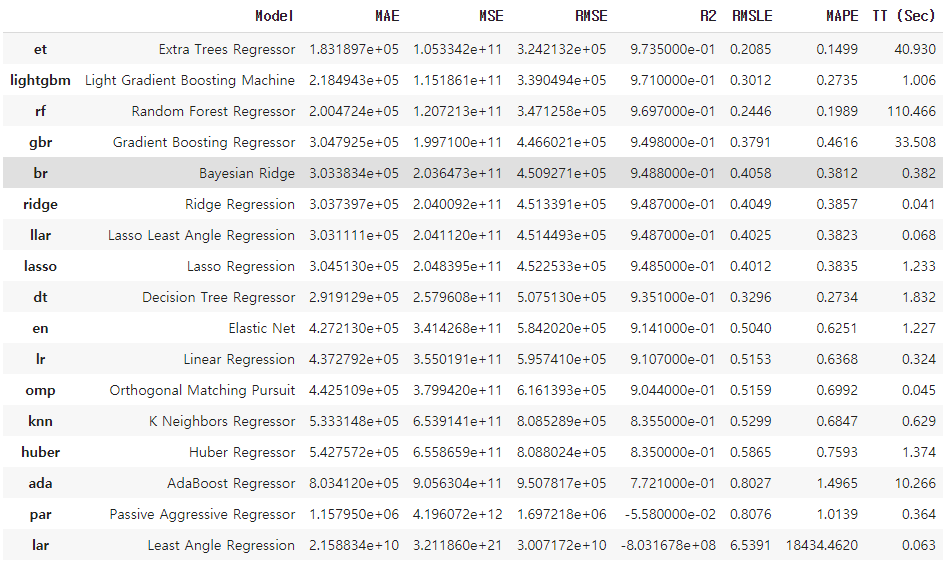 Model MAE MSE RMSE R2 RMSLE MAPE TT (Sec)
et Extra Trees Regressor 1.831897e+05 1.053342e+11 3.242132e+05 9.735000e-01 0.2085 0.1499 40.930
lightgbm Light Gradient Boosting Machine 2.184943e+05 1.151861e+11 3.390494e+05 9.710000e-01 0.3012 0.2735 1.006
rf Random Forest Regressor 2.004724e+05 1.207213e+11 3.471258e+05 9.697000e-01 0.2446 0.1989 110.466
gbr Gradient Boosting Regressor 3.047925e+05 1.997100e+11 4.466021e+05 9.498000e-01 0.3791 0.4616 33.508
br Bayesian Ridge 3.033834e+05 2.036473e+11 4.509271e+05 9.488000e-01 0.4058 0.3812 0.382
ridge Ridge Regression 3.037397e+05 2.040092e+11 4.513391e+05 9.487000e-01 0.4049 0.3857 0.041
llar Lasso Least Angle Regression 3.031111e+05 2.041120e+11 4.514493e+05 9.487000e-01 0.4025 0.3823 0.068
lasso Lasso Regression 3.045130e+05 2.048395e+11 4.522533e+05 9.485000e-01 0.4012 0.3835 1.233
dt Decision Tree Regressor 2.919129e+05 2.579608e+11 5.075130e+05 9.351000e-01 0.3296 0.2734 1.832
en Elastic Net 4.272130e+05 3.414268e+11 5.842020e+05 9.141000e-01 0.5040 0.6251 1.227
lr Linear Regression 4.372792e+05 3.550191e+11 5.957410e+05 9.107000e-01 0.5153 0.6368 0.324
omp Orthogonal Matching Pursuit 4.425109e+05 3.799420e+11 6.161393e+05 9.044000e-01 0.5159 0.6992 0.045
knn K Neighbors Regressor 5.333148e+05 6.539141e+11 8.085289e+05 8.355000e-01 0.5299 0.6847 0.629
huber Huber Regressor 5.427572e+05 6.558659e+11 8.088024e+05 8.350000e-01 0.5865 0.7593 1.374
ada AdaBoost Regressor 8.034120e+05 9.056304e+11 9.507817e+05 7.721000e-01 0.8027 1.4965 10.266
par Passive Aggressive Regressor 1.157950e+06 4.196072e+12 1.697218e+06 -5.580000e-02 0.8076 1.0139 0.364
lar Least Angle Regression 2.158834e+10 3.211860e+21 3.007172e+10 -8.031678e+08 6.5391 18434.4620 0.063